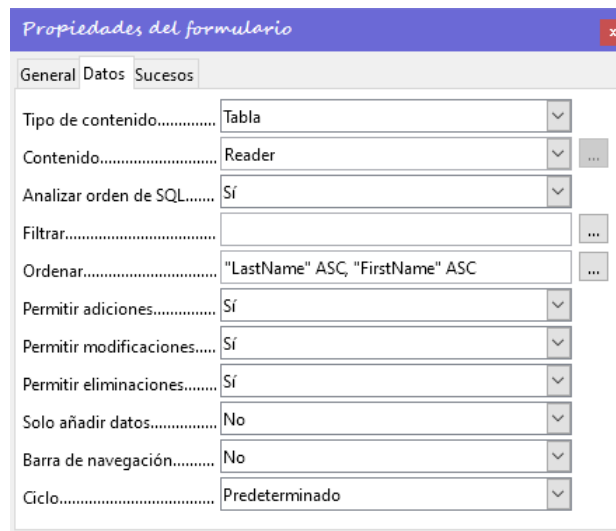 Propiedades del formulario
x
General Datos Sucesos
Tipo de contenido.............. Tabla
Contenido........................... Reader ...
Analizar orden de SQL....... Sí
Filtrar.................................... ...
Ordenar................................ "LastName" ASC, "FirstName" ASC ...
Permitir adiciones............... Sí
Permitir modificaciones..... Sí
Permitir eliminaciones........ Sí
Solo añadir datos................ No
Barra de navegación.......... No
Ciclo..................................... Predeterminado